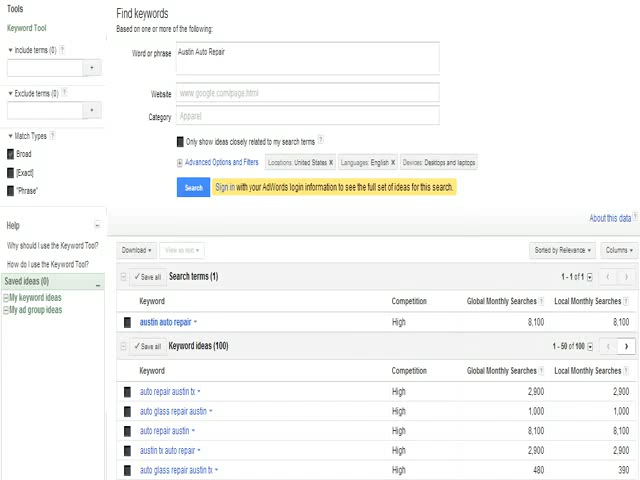 Tools
Keyword Tool
Include terms (0) ?
+
Exclude terms (0) ?
+
Match Types ?
Broad
[Exact]
"Phrase"
Help
Why should I use the Keyword Tool?
How do I use the Keyword Tool?
Saved ideas (0)
My keyword ideas
My ad group ideas
Find keywords
Based on one or more of the following:
Word or phrase Austin Auto Repair
Website www.google.com/page.html
Category Apparel
Only show ideas closely related to my search terms ?
Advanced Options and Filters Locations: United States x Languages: English x Devices: Desktops and laptops
Search Sign in with your AdWords login information to see the full set of ideas for this search.
About this data ?
Download View as text Sorted by Relevance Columns
✓ Save all Search terms (1) 1 - 1 of 1
Keyword Competition Global Monthly Searches ? Local Monthly Searches ?
austin auto repair High 8,100 8,100
✓ Save all Keyword ideas (100) 1 - 50 of 100
Keyword Competition Global Monthly Searches ? Local Monthly Searches ?
auto repair austin tx High 2,900 2,900
auto glass repair austin High 1,000 1,000
auto repair austin High 8,100 8,100
austin tx auto repair High 2,900 2,900
auto glass repair austin tx High 480 390